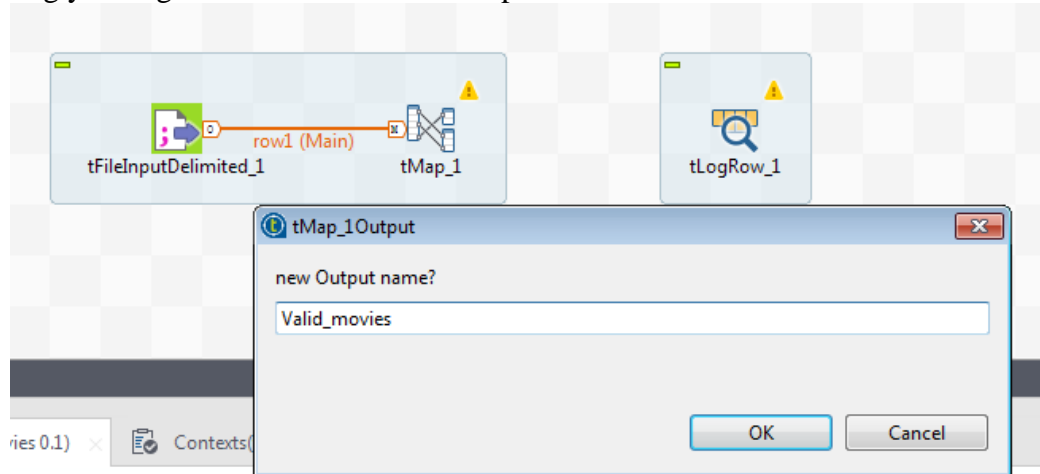 row1 (Main)
tFileInputDelimited_1
tMap_1
tLogRow_1
tMap_1Output
new Output name?
Valid_movies
OK
Cancel
vies 0.1)
Contexts(